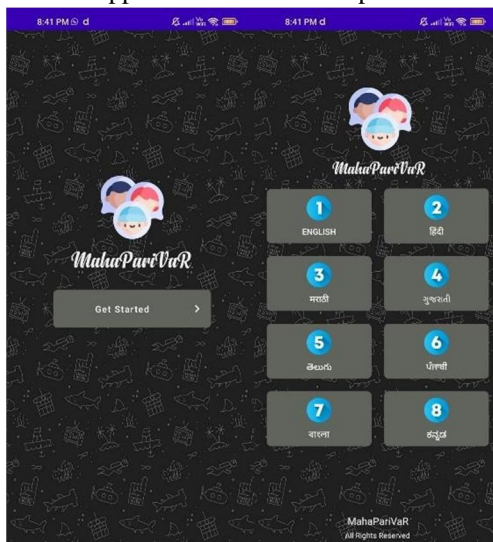 8:41 PM d
MahaPariVaR
Get Started
8:41 PM d
MahaPariVaR
1
ENGLISH
2
हिंदी
3
मराठी
4
ગુજરાતી
5
తెలుగు
6
ਪੰਜਾਬੀ
7
বাংলা
8
ಕನ್ನಡ
MahaPariVaR
All Rights Reserved